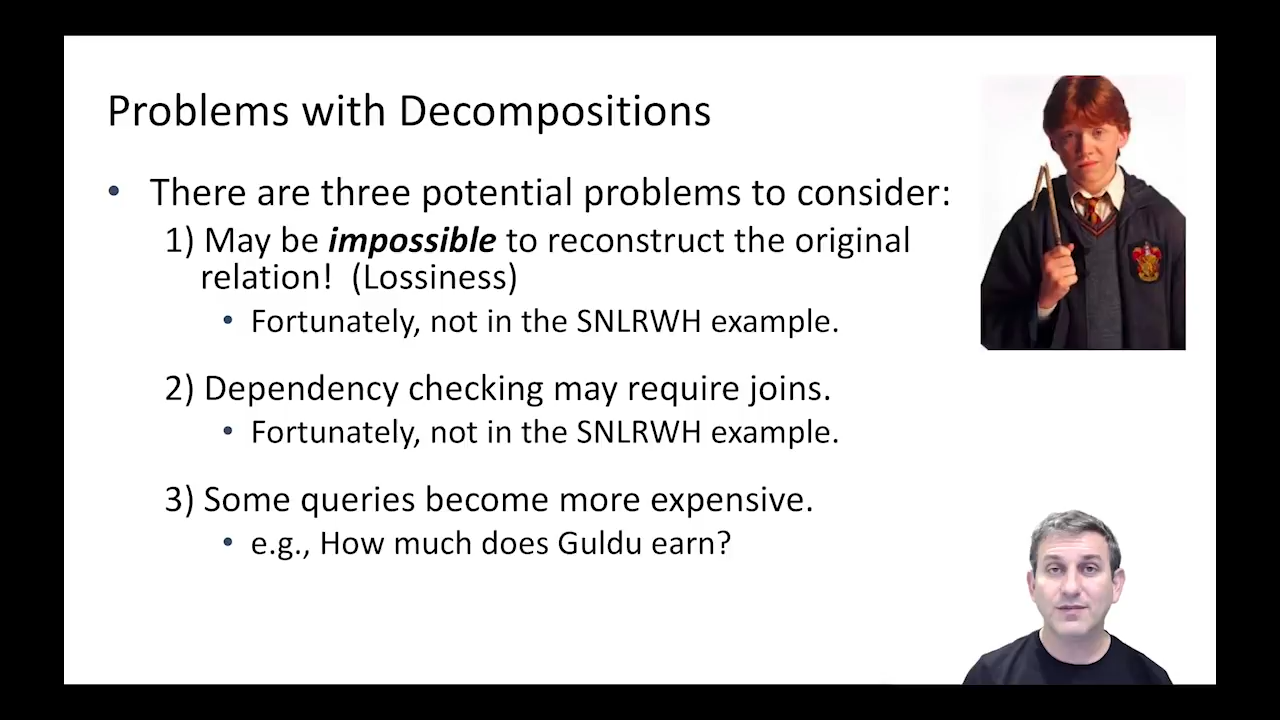 Problems with Decompositions
• There are three potential problems to consider:
1) May be impossible to reconstruct the original
relation! (Lossiness)
• Fortunately, not in the SNLRWH example.
2) Dependency checking may require joins.
• Fortunately, not in the SNLRWH example.
3) Some queries become more expensive.
• e.g., How much does Guldu earn?